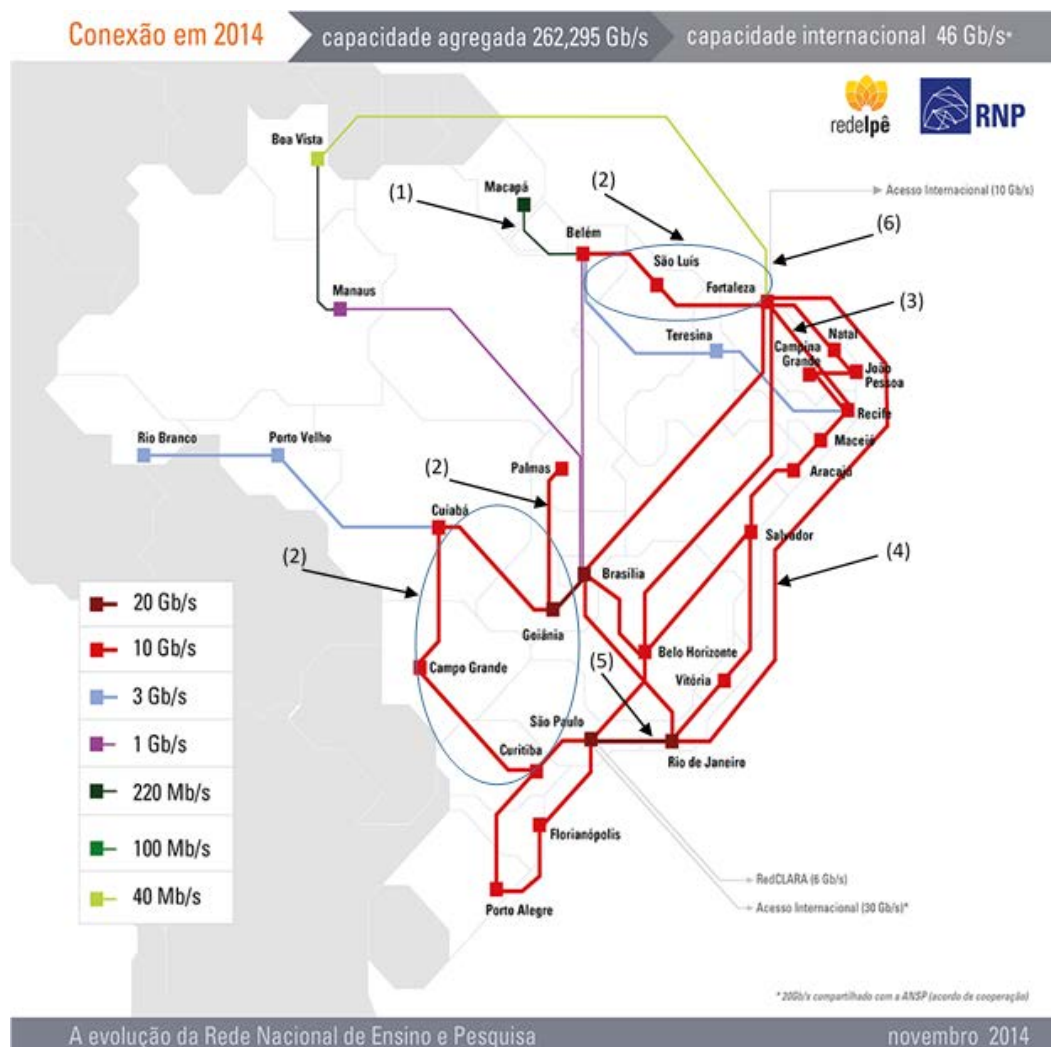 Conexão em 2014
capacidade agregada 262,295 Gb/s
capacidade internacional 46 Gb/s*
redeIpê
RNP
Boa Vista
Macapá
(1)
(2)
Acesso Internacional (10 Gb/s)
(6)
Belém
São Luís
Fortaleza
(3)
Manaus
Teresina
Natal
Campina
Grande
João
Pessoa
Recife
Maceió
Aracajú
Rio Branco
Porto Velho
Palmas
(2)
Cuiabá
Salvador
(2)
(4)
Brasília
Goiânia
20 Gb/s
10 Gb/s
3 Gb/s
1 Gb/s
220 Mb/s
100 Mb/s
40 Mb/s
Campo Grande
Belo Horizonte
(5)
Vitória
São Paulo
Rio de Janeiro
Curitiba
Florianópolis
Porto Alegre
RedCLARA (6 Gb/s)
Acesso Internacional (30 Gb/s)*
* 20Gb/s compartilhado com a ANSP (acordo de cooperação)
A evolução da Rede Nacional de Ensino e Pesquisa
novembro 2014